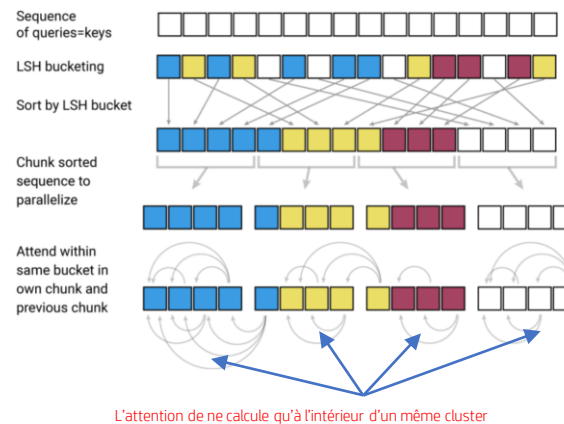 Sequence
of queries=keys
LSH bucketing
Sort by LSH bucket
Chunk sorted
sequence to
parallelize
Attend within
same bucket in
own chunk and
previous chunk
L'attention de ne calcule qu'à l'intérieur d'un même cluster